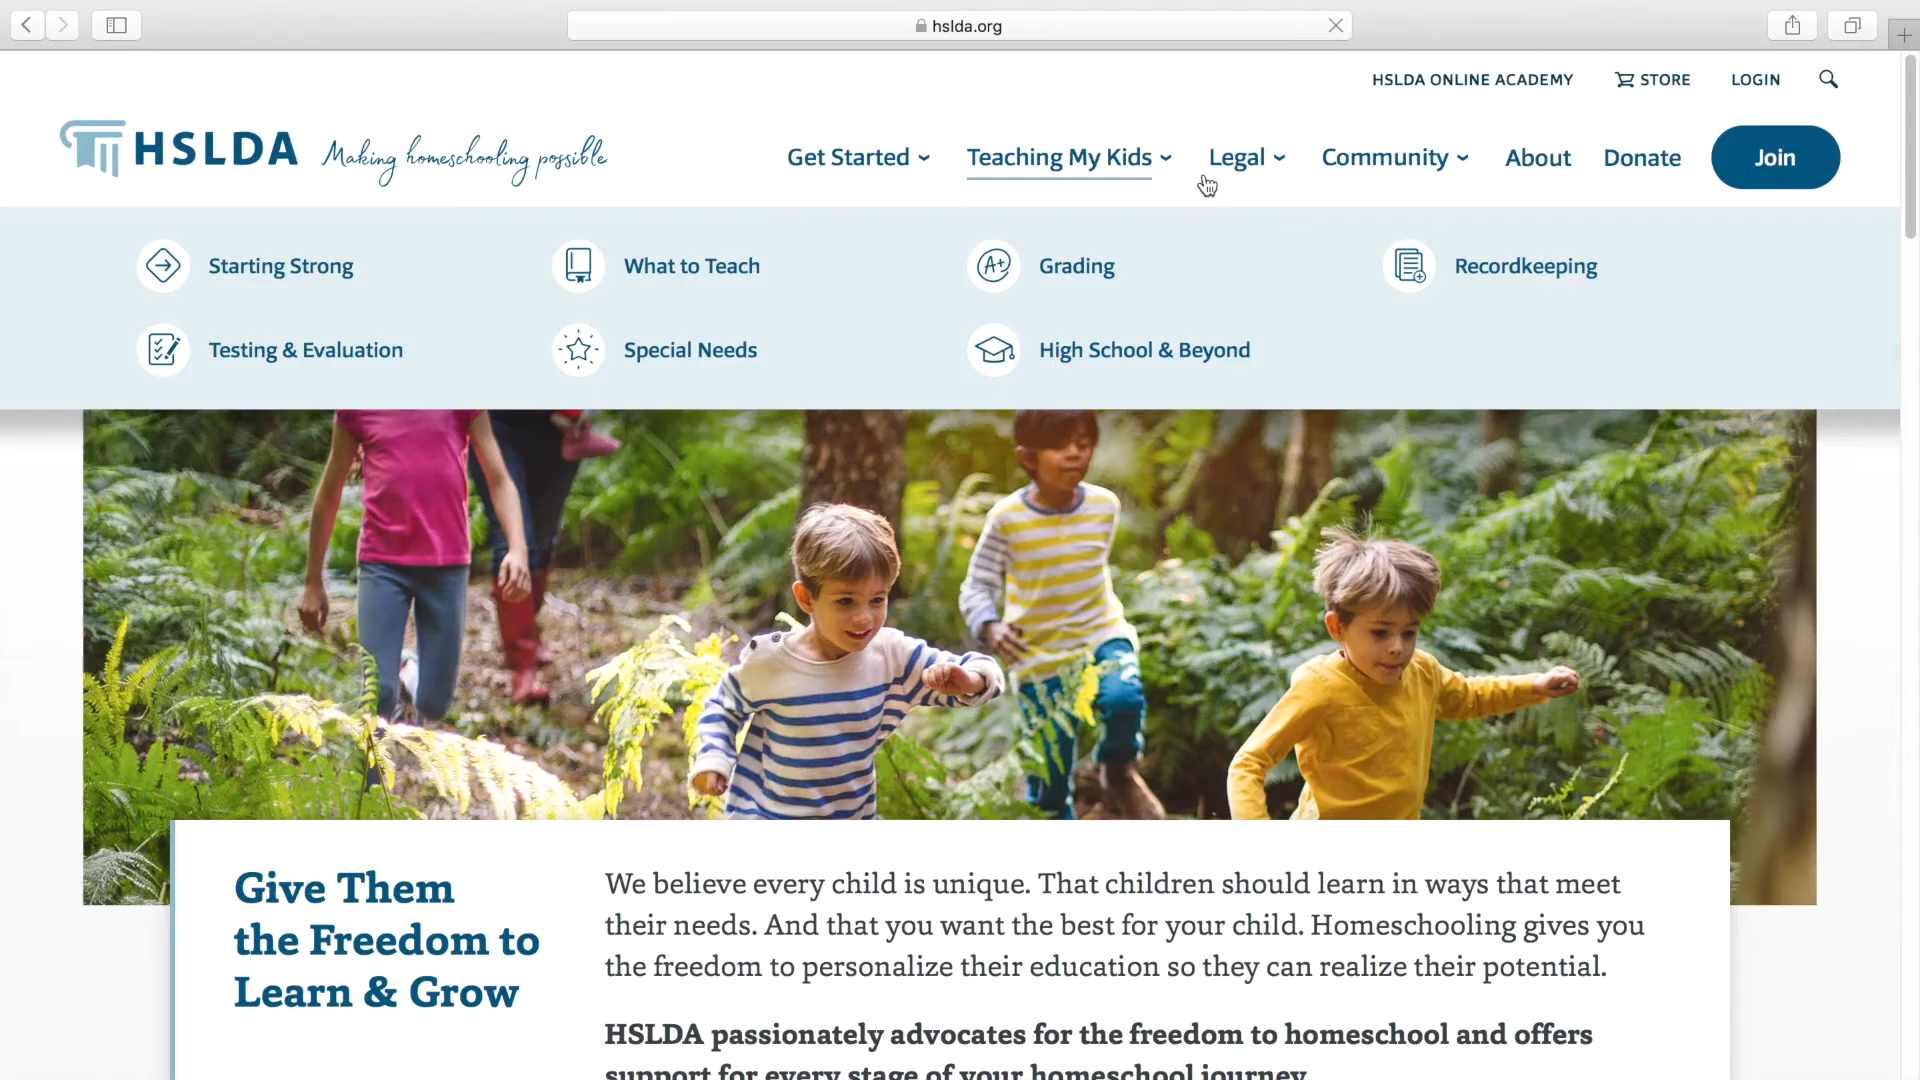 hslda.org
HSLDA ONLINE ACADEMY STORE LOGIN
HSLDA Making homeschooling possible
Get Started Teaching My Kids Legal Community About Donate Join
Starting Strong What to Teach A+ Grading Recordkeeping
Testing & Evaluation Special Needs High School & Beyond
Give Them
the Freedom to
Learn & Grow
We believe every child is unique. That children should learn in ways that meet
their needs. And that you want the best for your child. Homeschooling gives you
the freedom to personalize their education so they can realize their potential.
HSLDA passionately advocates for the freedom to homeschool and offers
support for every stage of your homeschool journey.